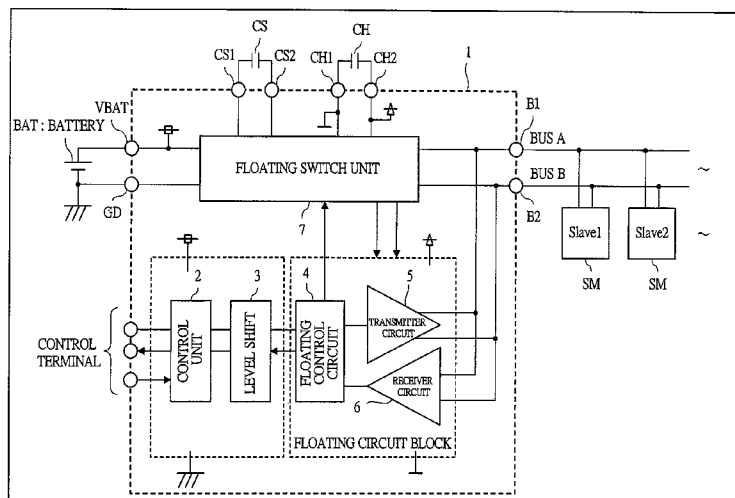 CS
CH
CS1
CS2
CH1
CH2
1
VBAT
BAT : BATTERY
B1
BUS A
FLOATING SWITCH UNIT
BUS B
~
GD
7
B2
Slave1
Slave2
~
SM
SM
2
3
4
5
CONTROL
TERMINAL
CONTROL
UNIT
LEVEL SHIFT
FLOATING
CONTROL
CIRCUIT
TRANSMITTER
CIRCUIT
RECEIVER
CIRCUIT
6
FLOATING CIRCUIT BLOCK